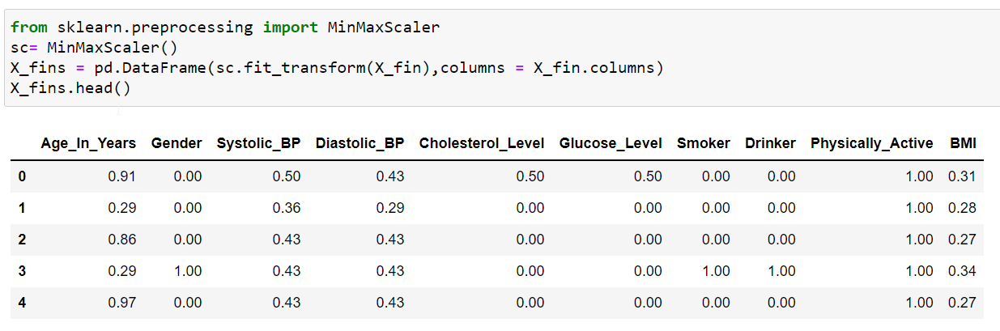 from sklearn.preprocessing import MinMaxScaler
sc= MinMaxScaler()
X_fins = pd.DataFrame(sc.fit_transform(X_fin),columns = X_fin.columns)
X_fins.head()
Age_In_Years Gender Systolic_BP Diastolic_BP Cholesterol_Level Glucose_Level Smoker Drinker Physically_Active BMI
0 0.91 0.00 0.50 0.43 0.50 0.50 0.00 0.00 1.00 0.31
1 0.29 0.00 0.36 0.29 0.00 0.00 0.00 0.00 1.00 0.28
2 0.86 0.00 0.43 0.43 0.00 0.00 0.00 0.00 1.00 0.27
3 0.29 1.00 0.43 0.43 0.00 0.00 1.00 1.00 1.00 0.34
4 0.97 0.00 0.43 0.43 0.00 0.00 0.00 0.00 1.00 0.27